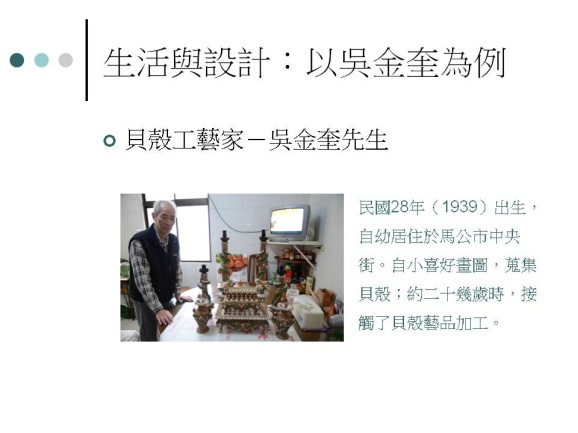 生活與設計：以吳金奎為例
貝殼工藝家－吳金奎先生
民國28年（1939）出生，
自幼居住於馬公市中央
街。自小喜好畫圖，蒐集
貝殼；約二十幾歲時，接
觸了貝殼藝品加工。